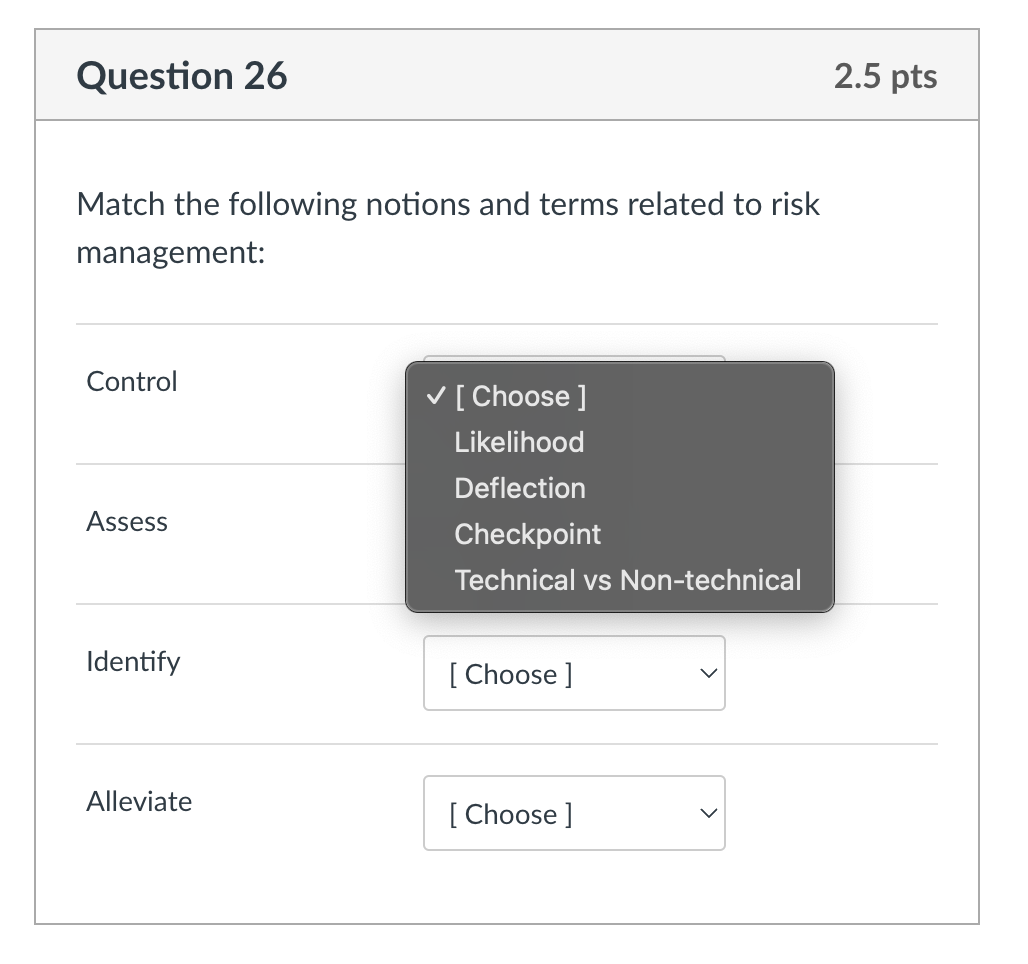 Question 26
2.5 pts
Match the following notions and terms related to risk
management:
Control
✓ [ Choose ]
Likelihood
Deflection
Checkpoint
Technical vs Non-technical
Assess
Identify
[ Choose ]
Alleviate
[ Choose ]